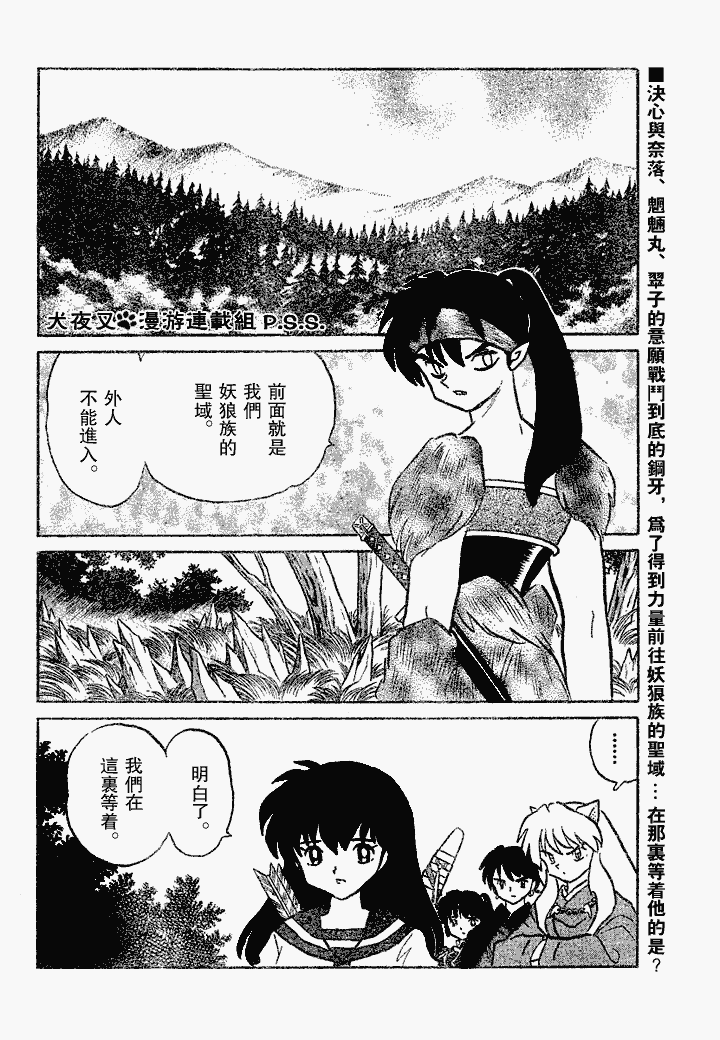 ■決心與奈落、魍魎丸、翠子的意願戰鬥到底的鋼牙，為了得到力量前往妖狼族的聖域…在那裏等着他的是？
犬夜叉漫游連載組 P.S.S.
前面就是
我們
妖狼族的
聖域。
外人
不能進入。
……
明白了。
我們在
這裏等着。